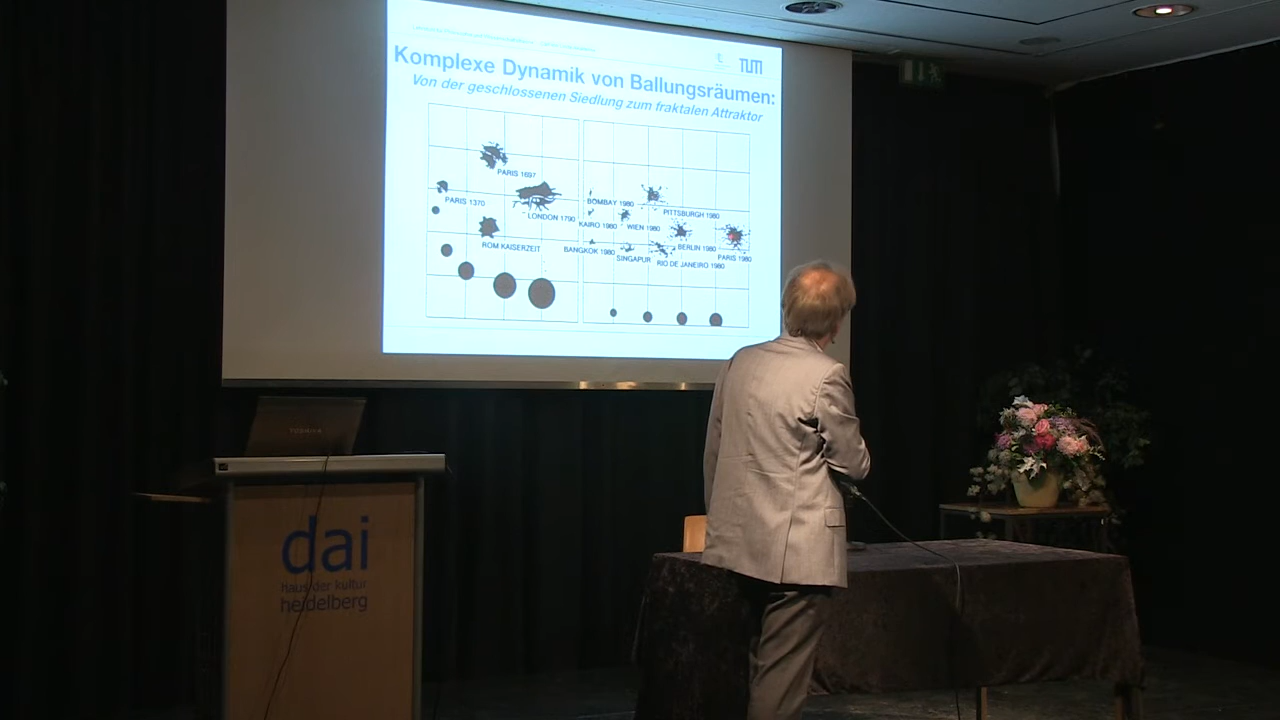 TUM
Komplexe Dynamik von Ballungsräumen:
Von der geschlossenen Siedlung zum fraktalen Attraktor
PARIS 1697
PARIS 1370
LONDON 1790
ROM KAISERZEIT
BOMBAY 1980
PITTSBURGH 1980
KAIRO 1980
WIEN 1980
BERLIN 1980
BANGKOK 1980
SINGAPUR
RIO DE JANEIRO 1980
PARIS 1980
TOSHIBA
dai
haus der kultur
heidelberg